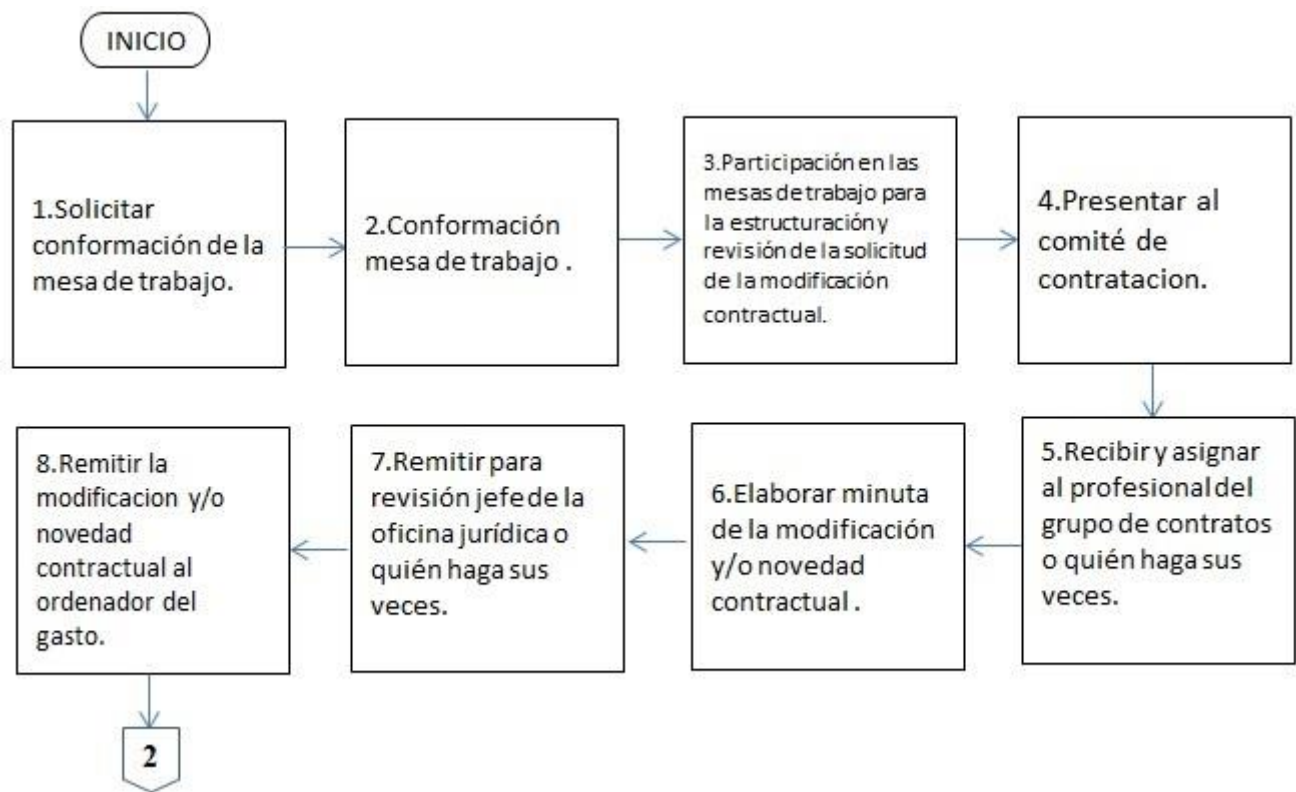 INICIO
1.Solicitar
conformación de la
mesa de trabajo.
2.Conformación
mesa de trabajo .
3.Participación en las
mesas de trabajo para
la estructuración y
revisión de la solicitud
de la modificación
contractual.
4.Presentar al
comité de
contratacion.
5.Recibir y asignar
al profesional del
grupo de contratos
o quién haga sus
veces.
6.Elaborar minuta
de la modificación
y/o novedad
contractual .
7.Remitir para
revisión jefe de la
oficina jurídica o
quién haga sus
veces.
8.Remitir la
modificacion y/o
novedad
contractual al
ordenador del
gasto.
2